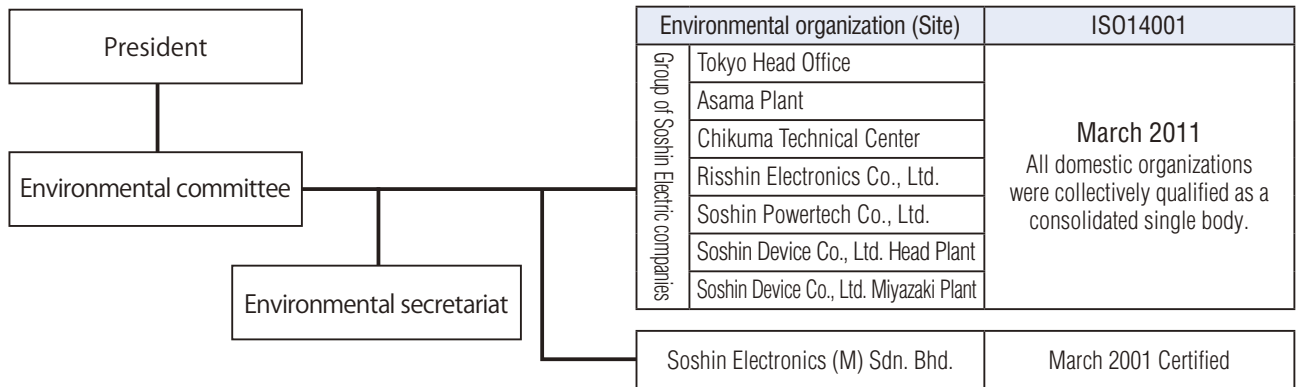 President
Environmental committee
Environmental secretariat
Environmental organization (Site)
ISO14001
Group of Soshin Electric companies
Tokyo Head Office
Asama Plant
Chikuma Technical Center
Risshin Electronics Co., Ltd.
Soshin Powertech Co., Ltd.
Soshin Device Co., Ltd. Head Plant
Soshin Device Co., Ltd. Miyazaki Plant
March 2011
All domestic organizations
were collectively qualified as a
consolidated single body.
Soshin Electronics (M) Sdn. Bhd.
March 2001 Certified